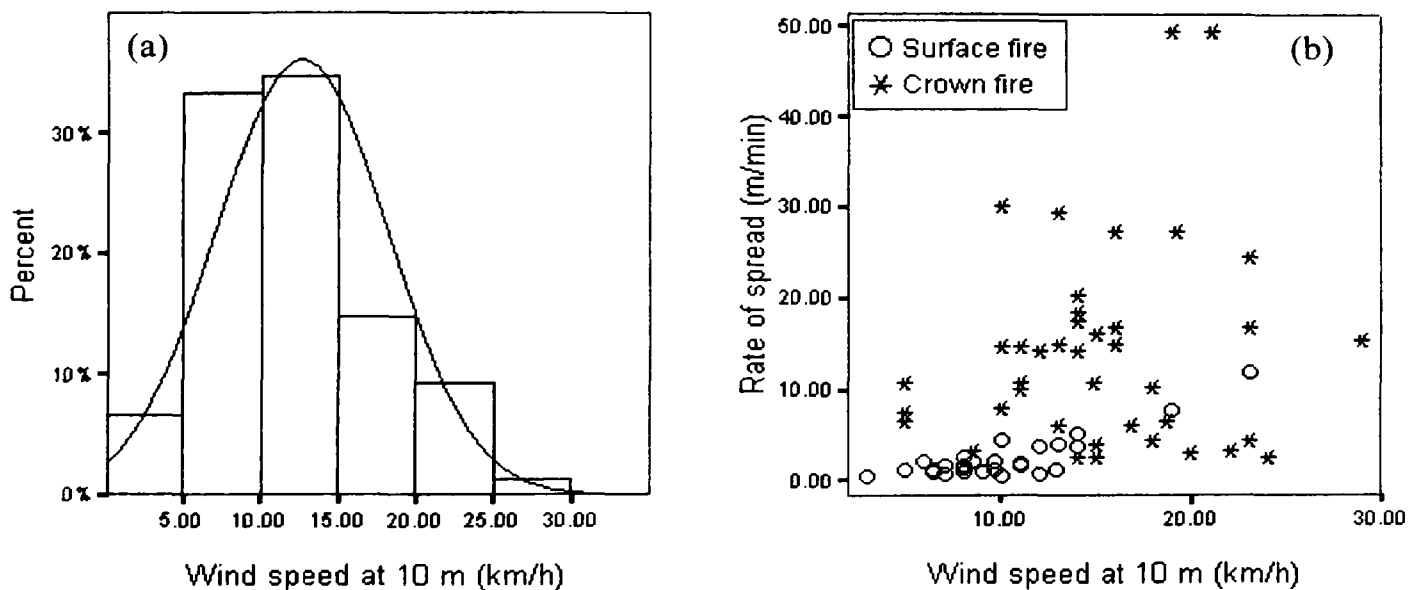 (a)
Percent
30%
20%
10%
0%
5.00 10.00 15.00 20.00 25.00 30.00
Wind speed at 10 m (km/h)
(b)
Surface fire
Crown fire
Rate of spread (m/min)
50.00
40.00
30.00
20.00
10.00
0.00
10.00 20.00 30.00
Wind speed at 10 m (km/h)